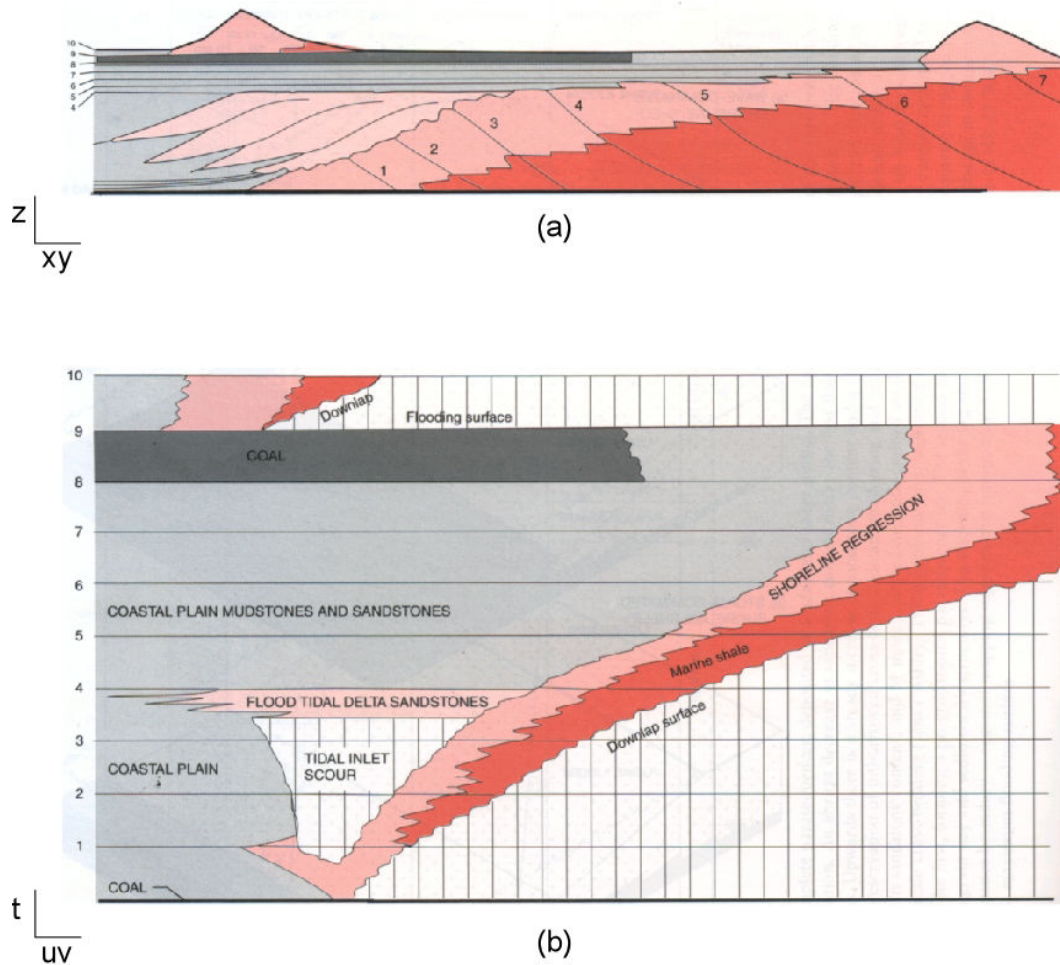 10
9
8
7
6
5
4
1
2
3
4
5
6
7
z
xy
(a)
10
9
8
7
6
5
4
3
2
1
Downlap
Flooding surface
COAL
SHORELINE REGRESSION
COASTAL PLAIN MUDSTONES AND SANDSTONES
Marine shale
FLOOD TIDAL DELTA SANDSTONES
Downlap surface
TIDAL INLET
SCOUR
COASTAL PLAIN
COAL
t
uv
(b)